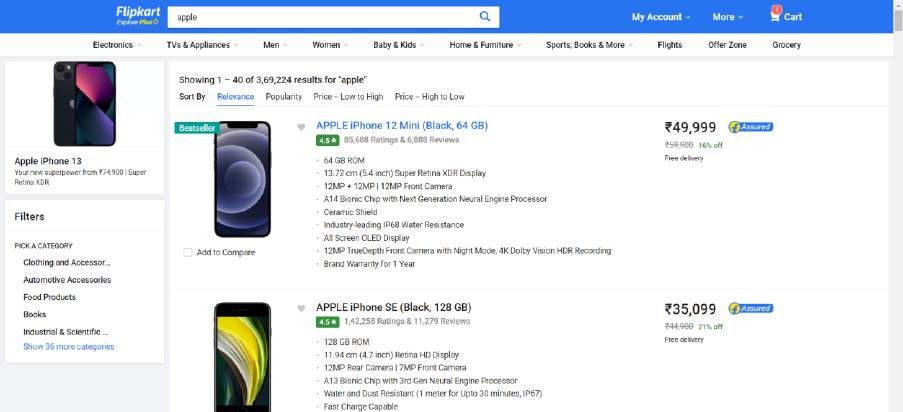 Flipkart
Explore Plus
apple
My Account
More
1
Cart
Electronics
TVs & Appliances
Men
Women
Baby & Kids
Home & Furniture
Sports, Books & More
Flights
Offer Zone
Grocery
Apple iPhone 13
Your new superpower from ₹74,900 | Super
Retina XDR
Filters
PICK A CATEGORY
Clothing and Accessor...
Automotive Accessories
Food Products
Books
Industrial & Scientific ...
Show 36 more categories
Showing 1 – 40 of 3,69,224 results for "apple"
Sort By
Relevance
Popularity
Price -- Low to High
Price -- High to Low
Bestseller
Add to Compare
APPLE iPhone 12 Mini (Black, 64 GB)
4.5 ★ 85,688 Ratings & 6,888 Reviews
64 GB ROM
13.72 cm (5.4 inch) Super Retina XDR Display
12MP + 12MP | 12MP Front Camera
A14 Bionic Chip with Next Generation Neural Engine Processor
Ceramic Shield
Industry-leading IP68 Water Resistance
All Screen OLED Display
12MP TrueDepth Front Camera with Night Mode, 4K Dolby Vision HDR Recording
Brand Warranty for 1 Year
₹49,999
Assured
₹59,900 16% off
Free delivery
APPLE iPhone SE (Black, 128 GB)
4.5 ★ 1,42,258 Ratings & 11,279 Reviews
128 GB ROM
11.94 cm (4.7 inch) Retina HD Display
12MP Rear Camera | 7MP Front Camera
A13 Bionic Chip with 3rd Gen Neural Engine Processor
Water and Dust Resistant (1 meter for Upto 30 minutes, IP67)
Fast Charge Capable
₹35,099
Assured
₹44,900 21% off
Free delivery